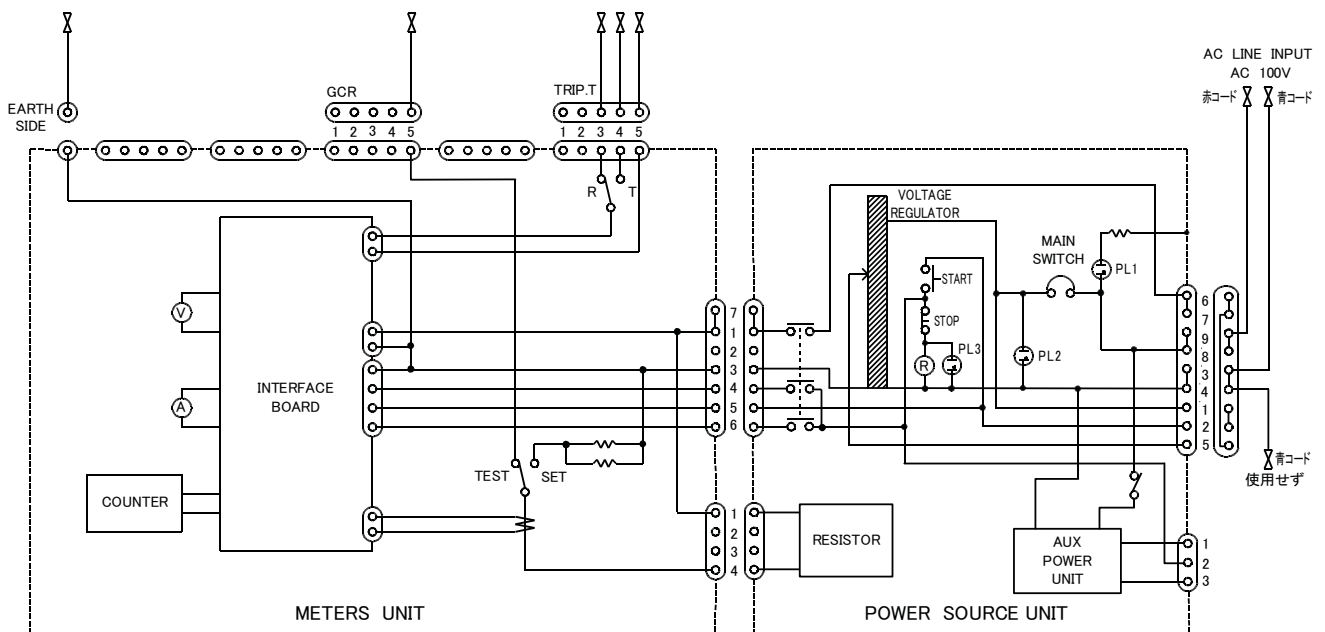 AC LINE INPUT
AC 100V
赤コード 青コード
EARTH
SIDE
GCR
1 2 3 4 5
TRIP.T
1 2 3 4 5
R T
INTERFACE
BOARD
V
A
COUNTER
TEST SET
7
1
2
3
4
5
6
1
2
3
4
METERS UNIT
VOLTAGE
REGULATOR
START
STOP
R
PL3
PL2
MAIN
SWITCH
PL1
6
7
9
8
3
4
1
2
5
青コード
使用せず
RESISTOR
AUX
POWER
UNIT
1
2
3
POWER SOURCE UNIT